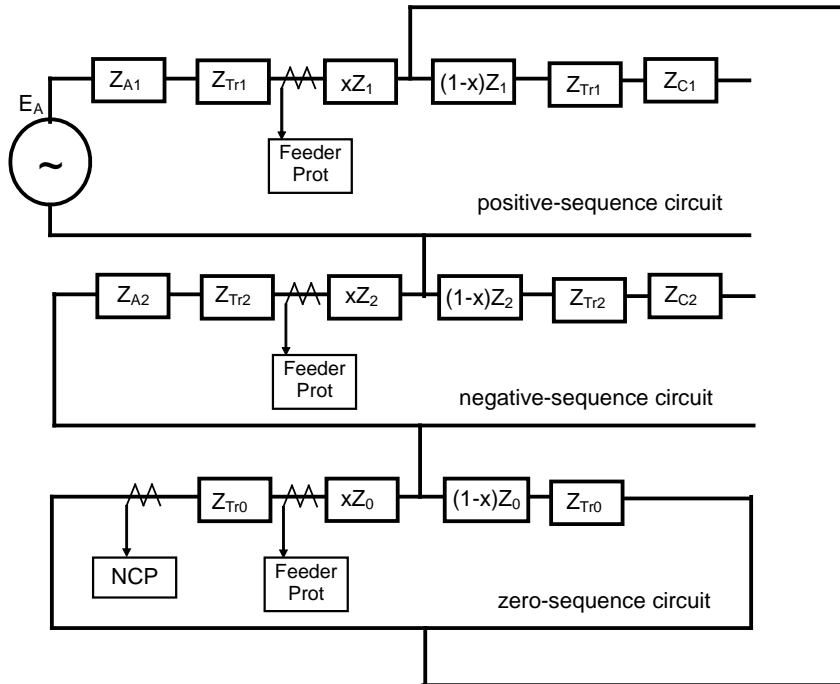 Z_A1 Z_Tr1 xZ_1 (1-x)Z_1 Z_Tr1 Z_C1
E_A
~
Feeder
Prot
positive-sequence circuit
Z_A2 Z_Tr2 xZ_2 (1-x)Z_2 Z_Tr2 Z_C2
Feeder
Prot
negative-sequence circuit
Z_Tr0 xZ_0 (1-x)Z_0 Z_Tr0
NCP
Feeder
Prot
zero-sequence circuit